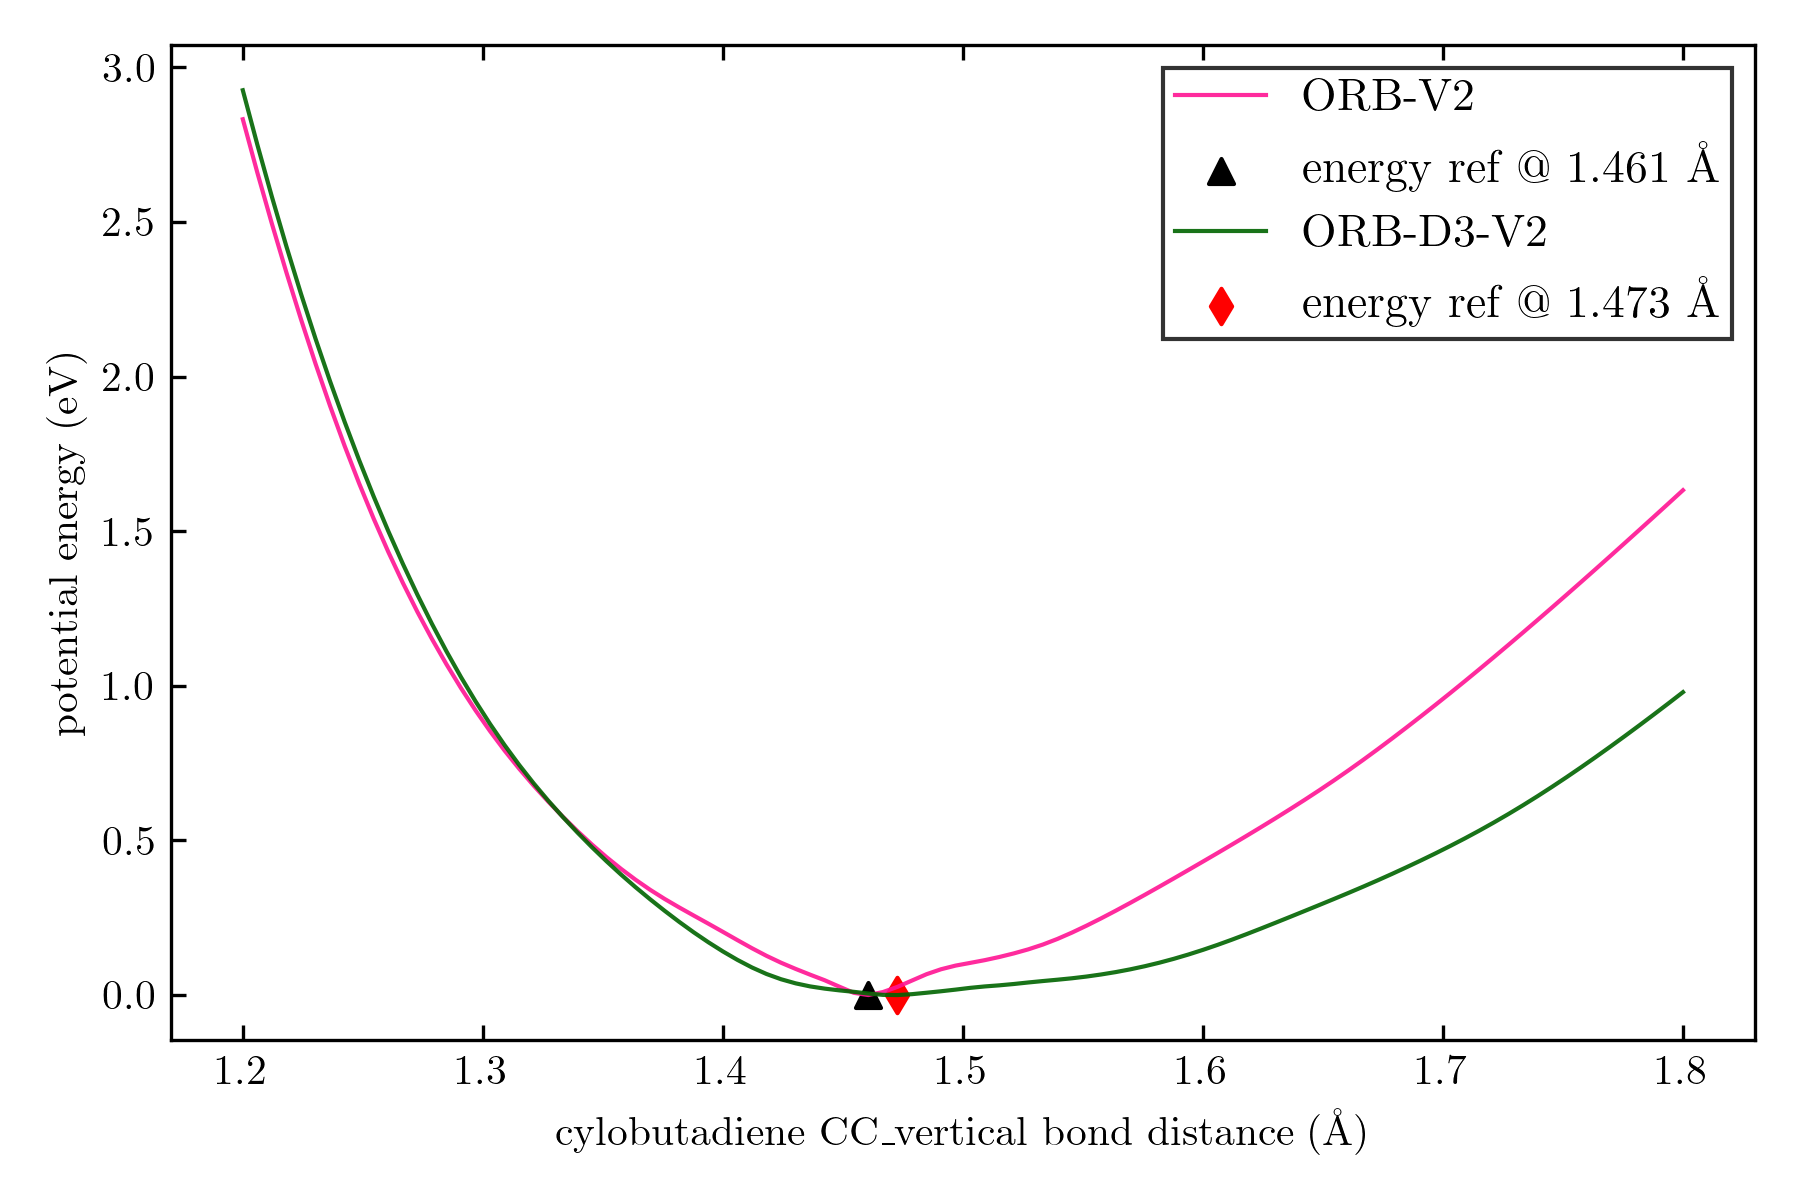 3.0
2.5
2.0
1.5
1.0
0.5
0.0
potential energy (eV)
ORB-V2
energy ref @ 1.461 Å
ORB-D3-V2
energy ref @ 1.473 Å
1.2 1.3 1.4 1.5 1.6 1.7 1.8
cylobutadiene CC_vertical bond distance (Å)